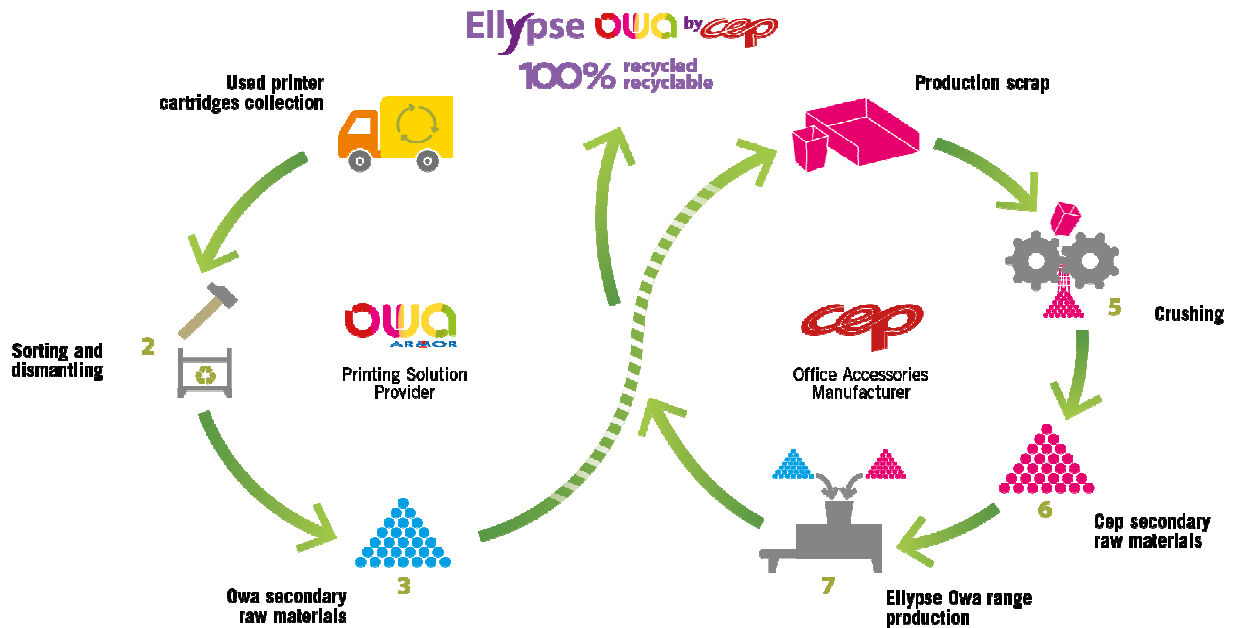 Ellypse owa by cep
100% recycled
recyclable
Used printer
cartridges collection
Production scrap
2
Sorting and
dismantling
owa
ARMOR
Printing Solution
Provider
cep
Office Accessories
Manufacturer
5
Crushing
3
Owa secondary
raw materials
6
Cep secondary
raw materials
7
Ellypse Owa range
production